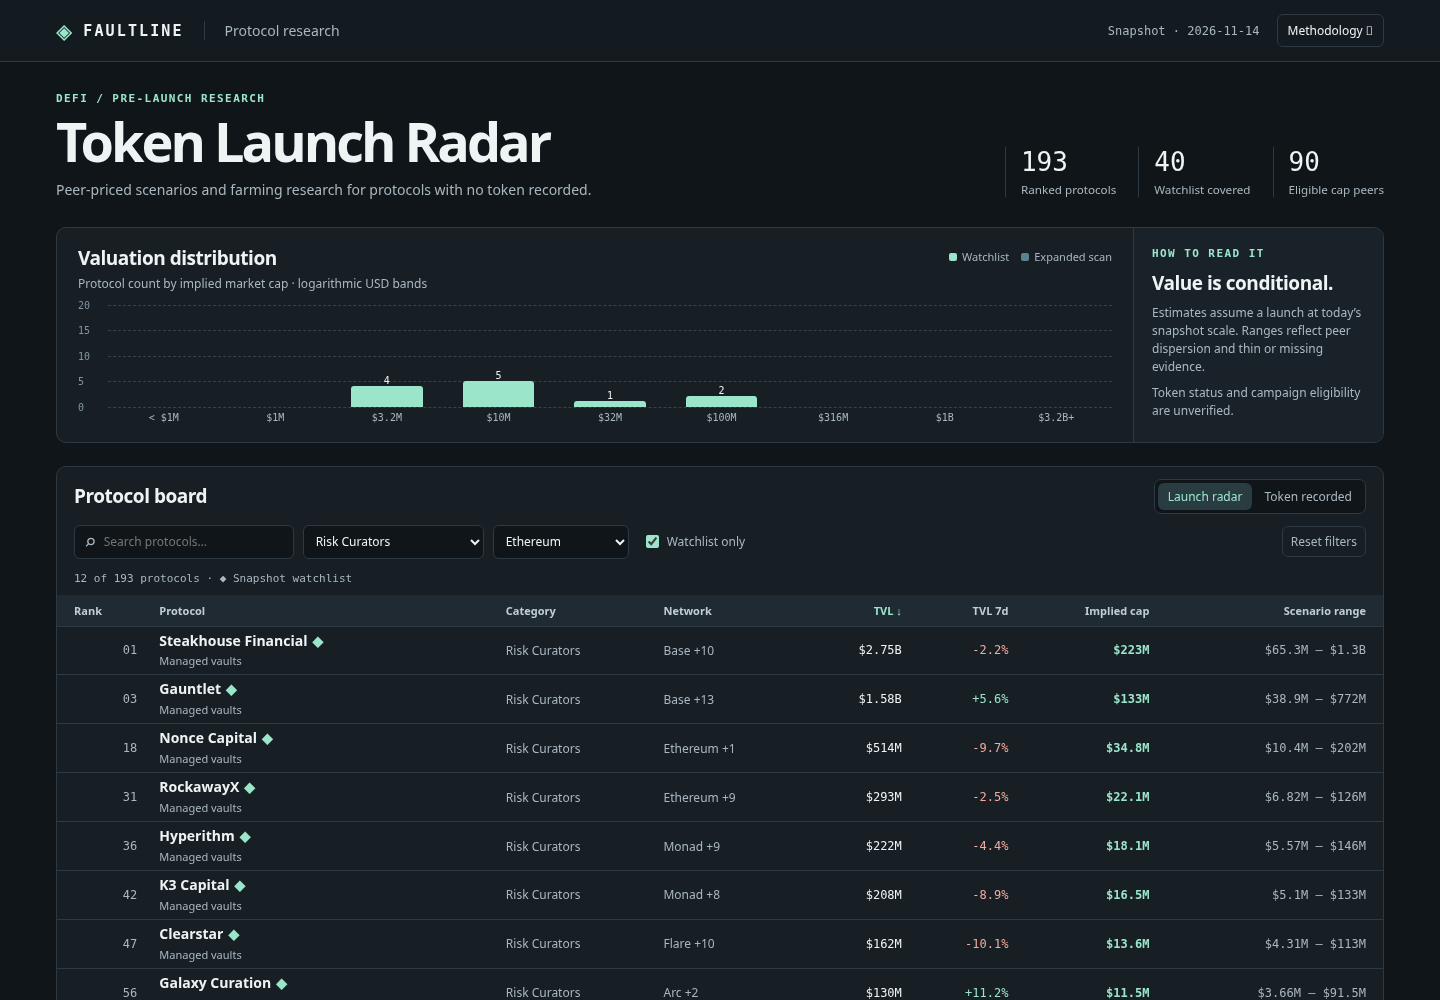 ◈ FAULTLINE
Protocol research
Snapshot · 2026-11-14
Methodology
DEFI / PRE-LAUNCH RESEARCH
Token Launch Radar
Peer-priced scenarios and farming research for protocols with no token recorded.
193
Ranked protocols
40
Watchlist covered
90
Eligible cap peers
Valuation distribution
Protocol count by implied market cap · logarithmic USD bands
Watchlist
Expanded scan
20
15
10
5
0
4
5
1
2
< $1M $1M $3.2M $10M $32M $100M $316M $1B $3.2B+
HOW TO READ IT
Value is conditional.
Estimates assume a launch at today's
snapshot scale. Ranges reflect peer
dispersion and thin or missing
evidence.
Token status and campaign eligibility
are unverified.
Protocol board
Launch radar Token recorded
Search protocols...
Risk Curators
Ethereum
Watchlist only
Reset filters
12 of 193 protocols · ◆ Snapshot watchlist
Rank Protocol Category Network TVL ↓ TVL 7d Implied cap Scenario range
01 Steakhouse Financial ◆ Risk Curators Base +10 $2.75B -2.2% $223M $65.3M — $1.3B
Managed vaults
03 Gauntlet ◆ Risk Curators Base +13 $1.58B +5.6% $133M $38.9M — $772M
Managed vaults
18 Nonce Capital ◆ Risk Curators Ethereum +1 $514M -9.7% $34.8M $10.4M — $202M
Managed vaults
31 RockawayX ◆ Risk Curators Ethereum +9 $293M -2.5% $22.1M $6.82M — $126M
Managed vaults
36 Hyperithm ◆ Risk Curators Monad +9 $222M -4.4% $18.1M $5.57M — $146M
Managed vaults
42 K3 Capital ◆ Risk Curators Monad +8 $208M -8.9% $16.5M $5.1M — $133M
Managed vaults
47 Clearstar ◆ Risk Curators Flare +10 $162M -10.1% $13.6M $4.31M — $113M
Managed vaults
56 Galaxy Curation ◆ Risk Curators Arc +2 $130M +11.2% $11.5M $3.66M — $91.5M